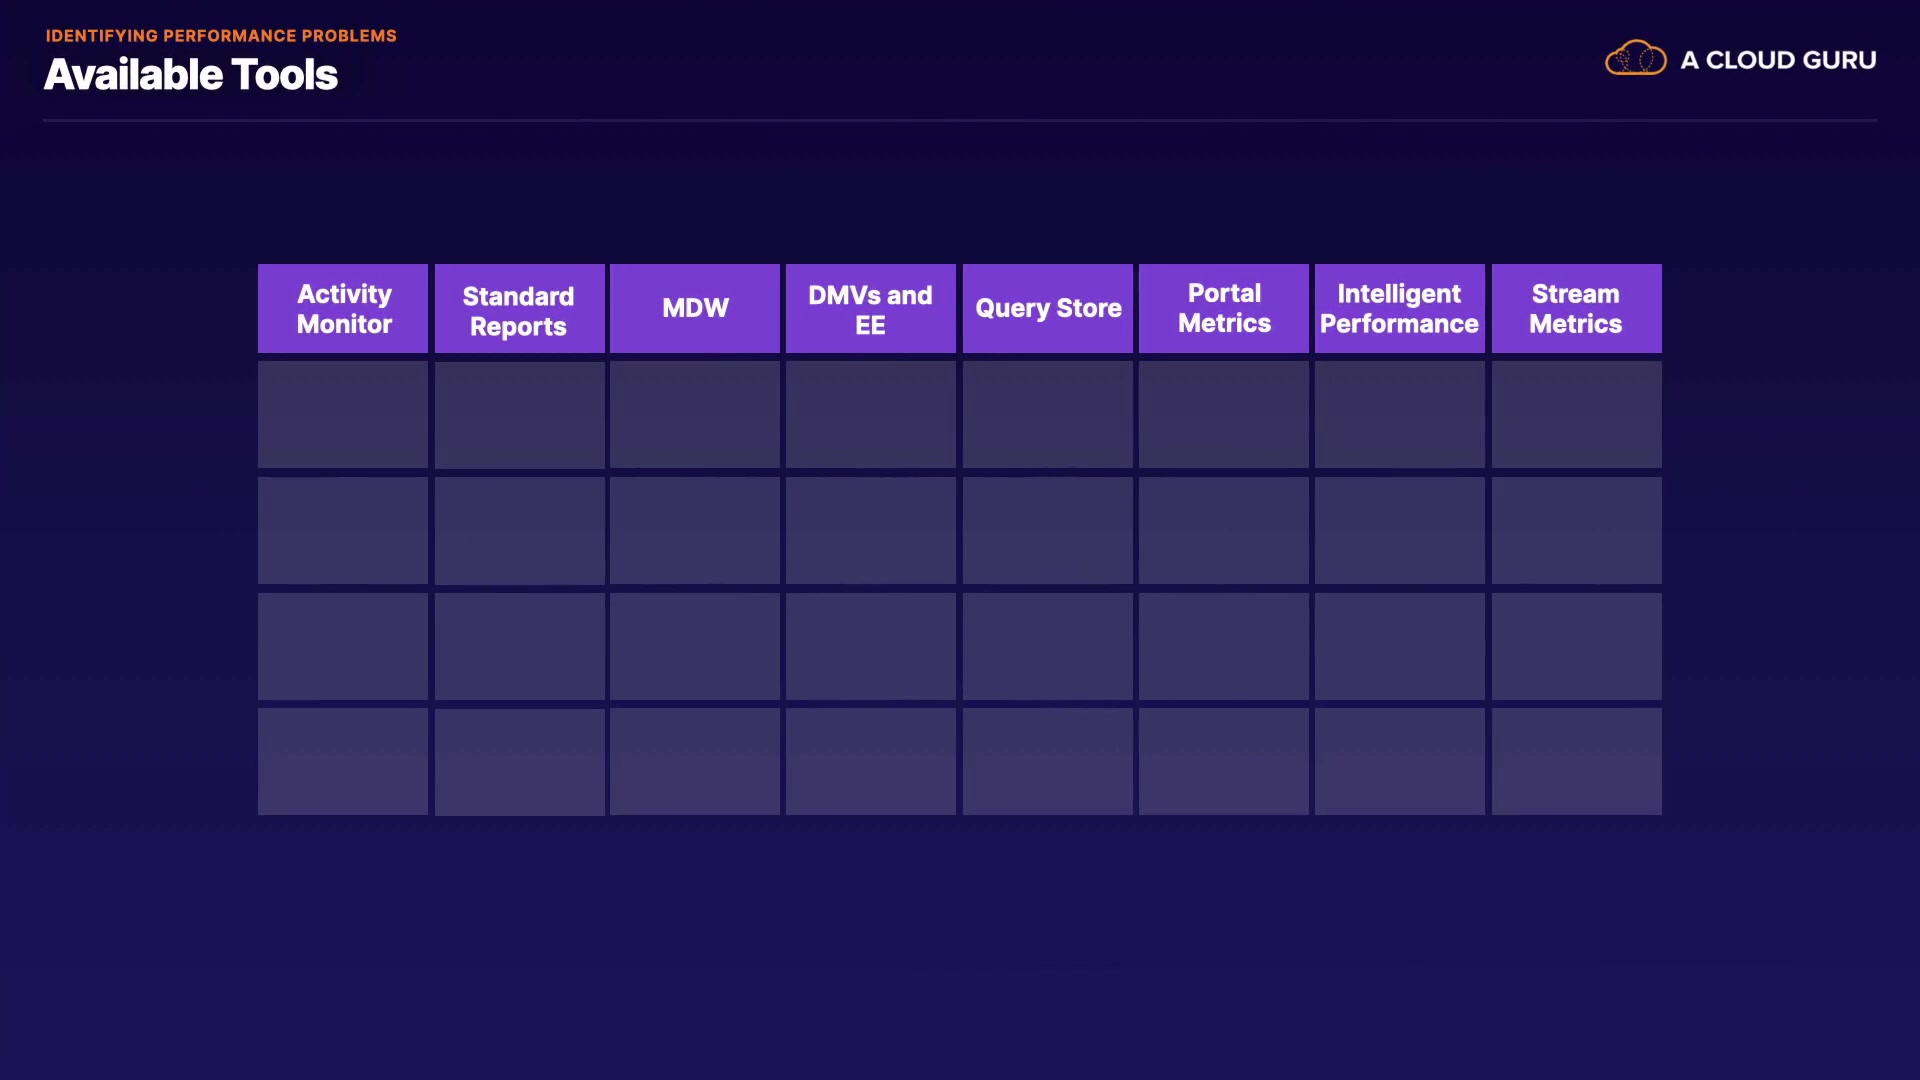 IDENTIFYING PERFORMANCE PROBLEMS
Available Tools
A CLOUD GURU
Activity
Monitor
Standard
Reports
MDW
DMVs and
EE
Query Store
Portal
Metrics
Intelligent
Performance
Stream
Metrics